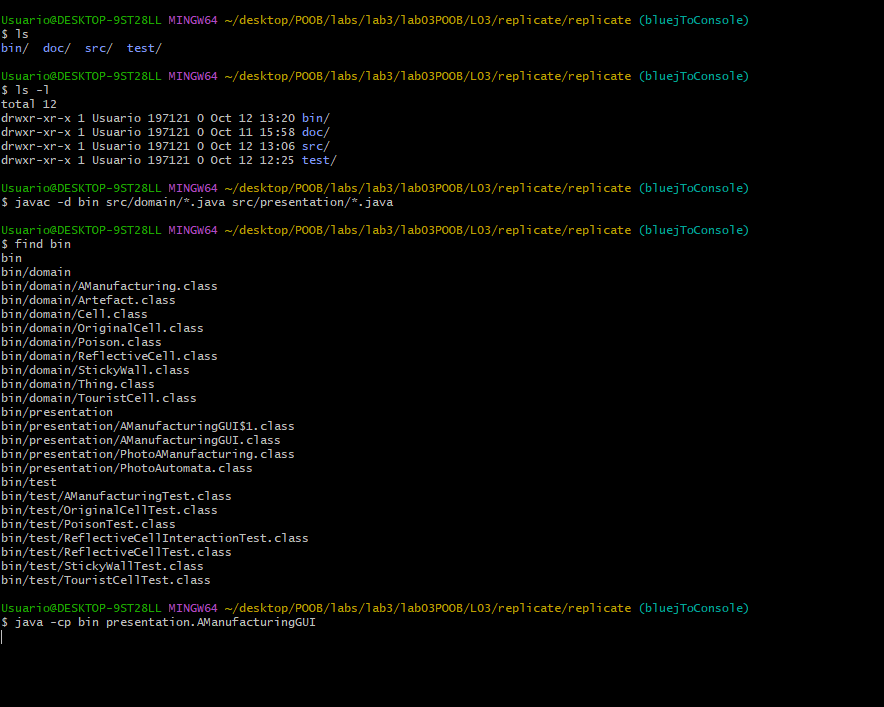 Usuario@DESKTOP-9ST28LL MINGW64 ~/desktop/POOB/labs/lab3/lab03POOB/L03/replicate/replicate (bluejToConsole)
$ ls
bin/  doc/  src/  test/
Usuario@DESKTOP-9ST28LL MINGW64 ~/desktop/POOB/labs/lab3/lab03POOB/L03/replicate/replicate (bluejToConsole)
$ ls -l
total 12
drwxr-xr-x 1 Usuario 197121 0 Oct 12 13:20 bin/
drwxr-xr-x 1 Usuario 197121 0 Oct 11 15:58 doc/
drwxr-xr-x 1 Usuario 197121 0 Oct 12 13:06 src/
drwxr-xr-x 1 Usuario 197121 0 Oct 12 12:25 test/
Usuario@DESKTOP-9ST28LL MINGW64 ~/desktop/POOB/labs/lab3/lab03POOB/L03/replicate/replicate (bluejToConsole)
$ javac -d bin src/domain/*.java src/presentation/*.java
Usuario@DESKTOP-9ST28LL MINGW64 ~/desktop/POOB/labs/lab3/lab03POOB/L03/replicate/replicate (bluejToConsole)
$ find bin
bin
bin/domain
bin/domain/AManufacturing.class
bin/domain/Artefact.class
bin/domain/Cell.class
bin/domain/OriginalCell.class
bin/domain/Poison.class
bin/domain/ReflectiveCell.class
bin/domain/StickyWall.class
bin/domain/Thing.class
bin/domain/TouristCell.class
bin/presentation
bin/presentation/AManufacturingGUI$1.class
bin/presentation/AManufacturingGUI.class
bin/presentation/PhotoAManufacturing.class
bin/presentation/PhotoAutomata.class
bin/test
bin/test/AManufacturingTest.class
bin/test/OriginalCellTest.class
bin/test/PoisonTest.class
bin/test/ReflectiveCellInteractionTest.class
bin/test/ReflectiveCellTest.class
bin/test/StickyWallTest.class
bin/test/TouristCellTest.class
Usuario@DESKTOP-9ST28LL MINGW64 ~/desktop/POOB/labs/lab3/lab03POOB/L03/replicate/replicate (bluejToConsole)
$ java -cp bin presentation.AManufacturingGUI